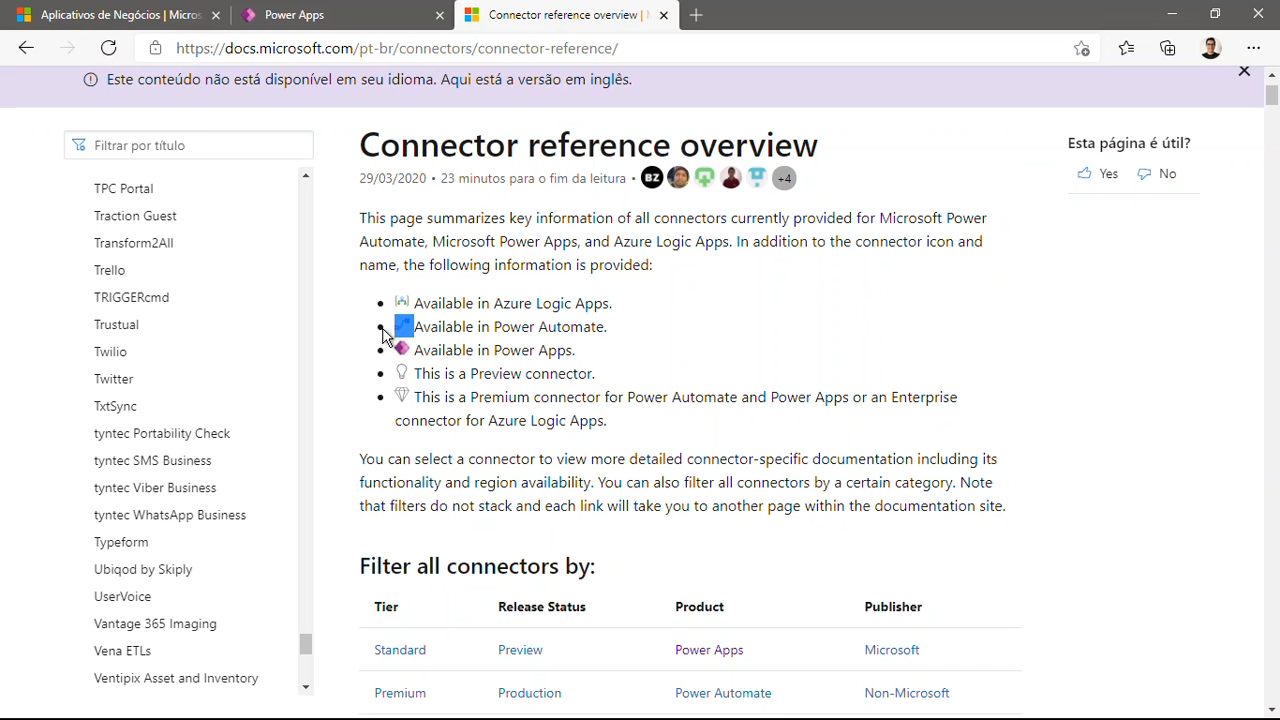 Aplicativos de Negócios | Micros
Power Apps
Connector reference overview |
https://docs.microsoft.com/pt-br/connectors/connector-reference/
Este conteúdo não está disponível em seu idioma. Aqui está a versão em inglês.
Filtrar por título
TPC Portal
Traction Guest
Transform2All
Trello
TRIGGERcmd
Trustual
Twilio
Twitter
TxtSync
tyntec Portability Check
tyntec SMS Business
tyntec Viber Business
tyntec WhatsApp Business
Typeform
Ubiqod by Skiply
UserVoice
Vantage 365 Imaging
Vena ETLs
Ventipix Asset and Inventory
Connector reference overview
29/03/2020 • 23 minutos para o fim da leitura • BZ +4
This page summarizes key information of all connectors currently provided for Microsoft Power
Automate, Microsoft Power Apps, and Azure Logic Apps. In addition to the connector icon and
name, the following information is provided:
• Available in Azure Logic Apps.
• Available in Power Automate.
• Available in Power Apps.
• This is a Preview connector.
• This is a Premium connector for Power Automate and Power Apps or an Enterprise
connector for Azure Logic Apps.
You can select a connector to view more detailed connector-specific documentation including its
functionality and region availability. You can also filter all connectors by a certain category. Note
that filters do not stack and each link will take you to another page within the documentation site.
Filter all connectors by:
Tier Release Status Product Publisher
Standard Preview Power Apps Microsoft
Premium Production Power Automate Non-Microsoft
Esta página é útil?
Yes No